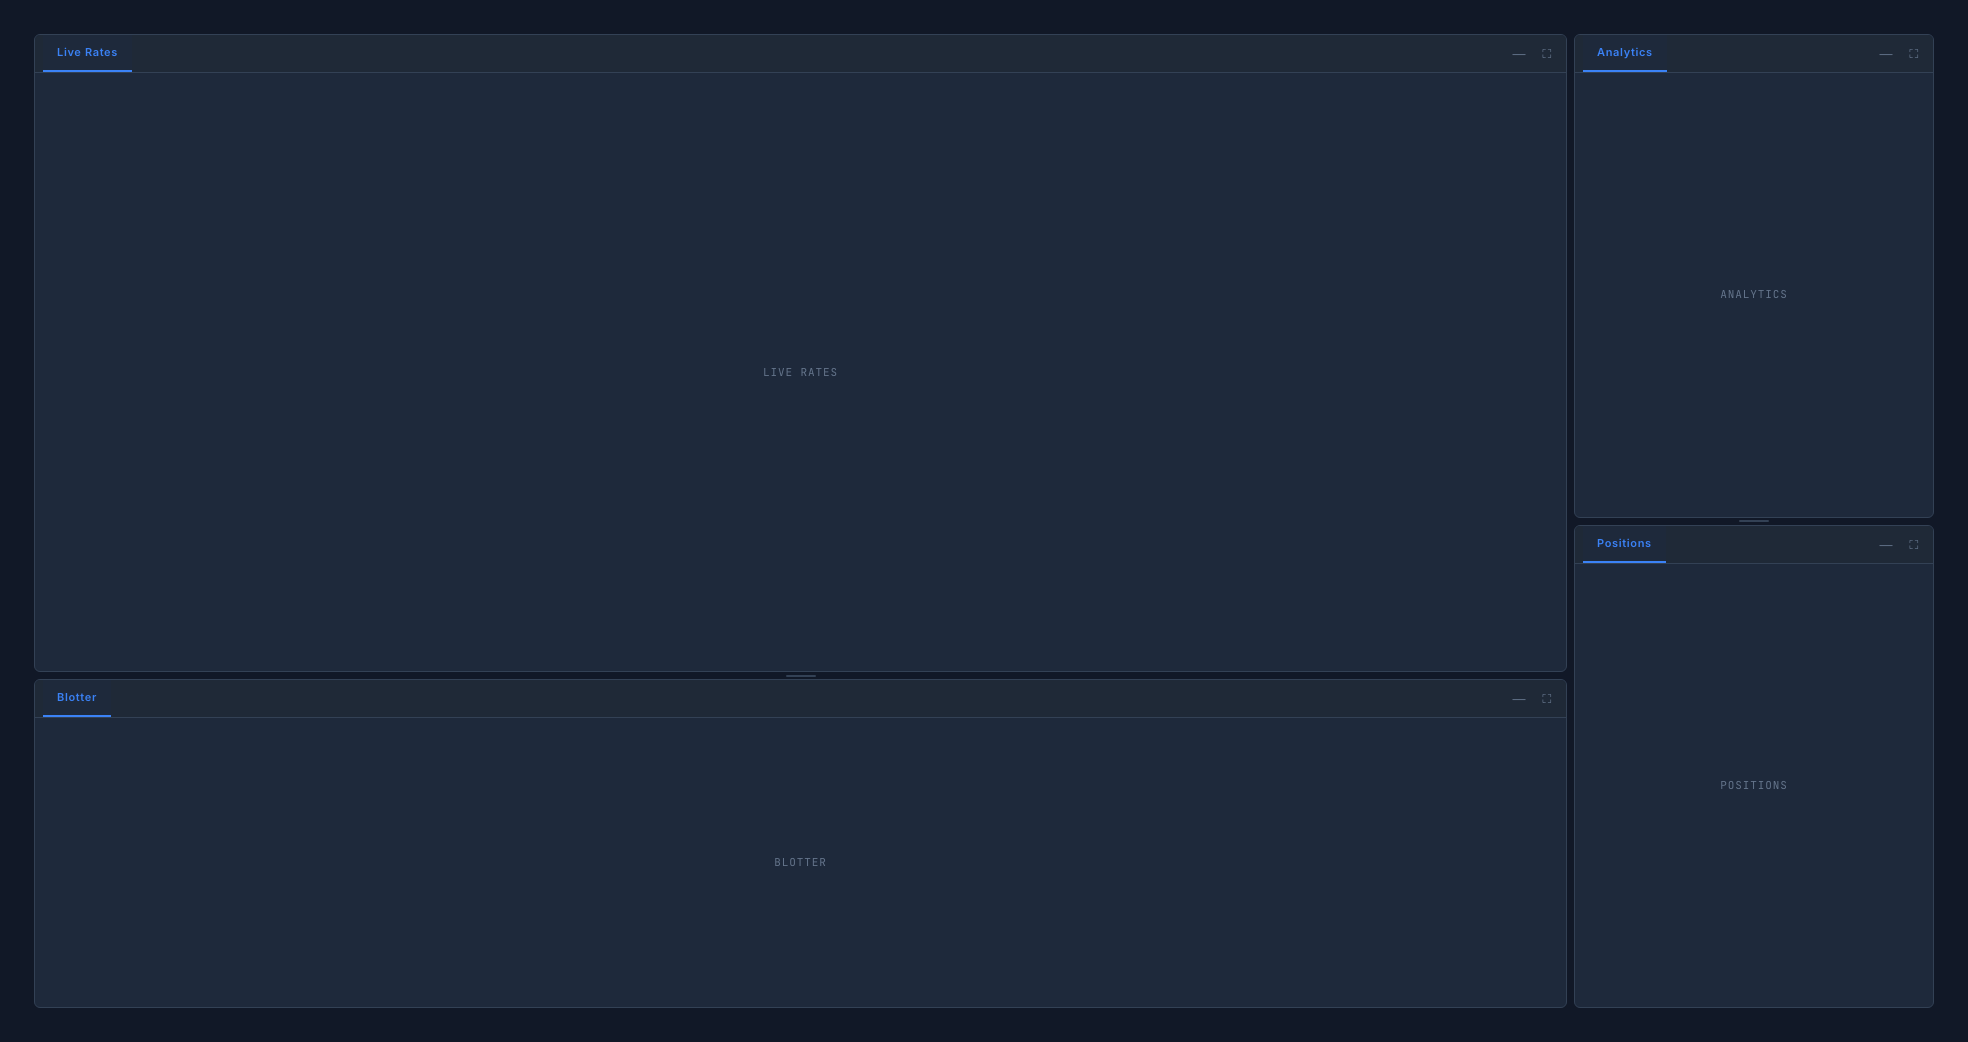 Live Rates
LIVE RATES
Blotter
BLOTTER
Analytics
ANALYTICS
Positions
POSITIONS